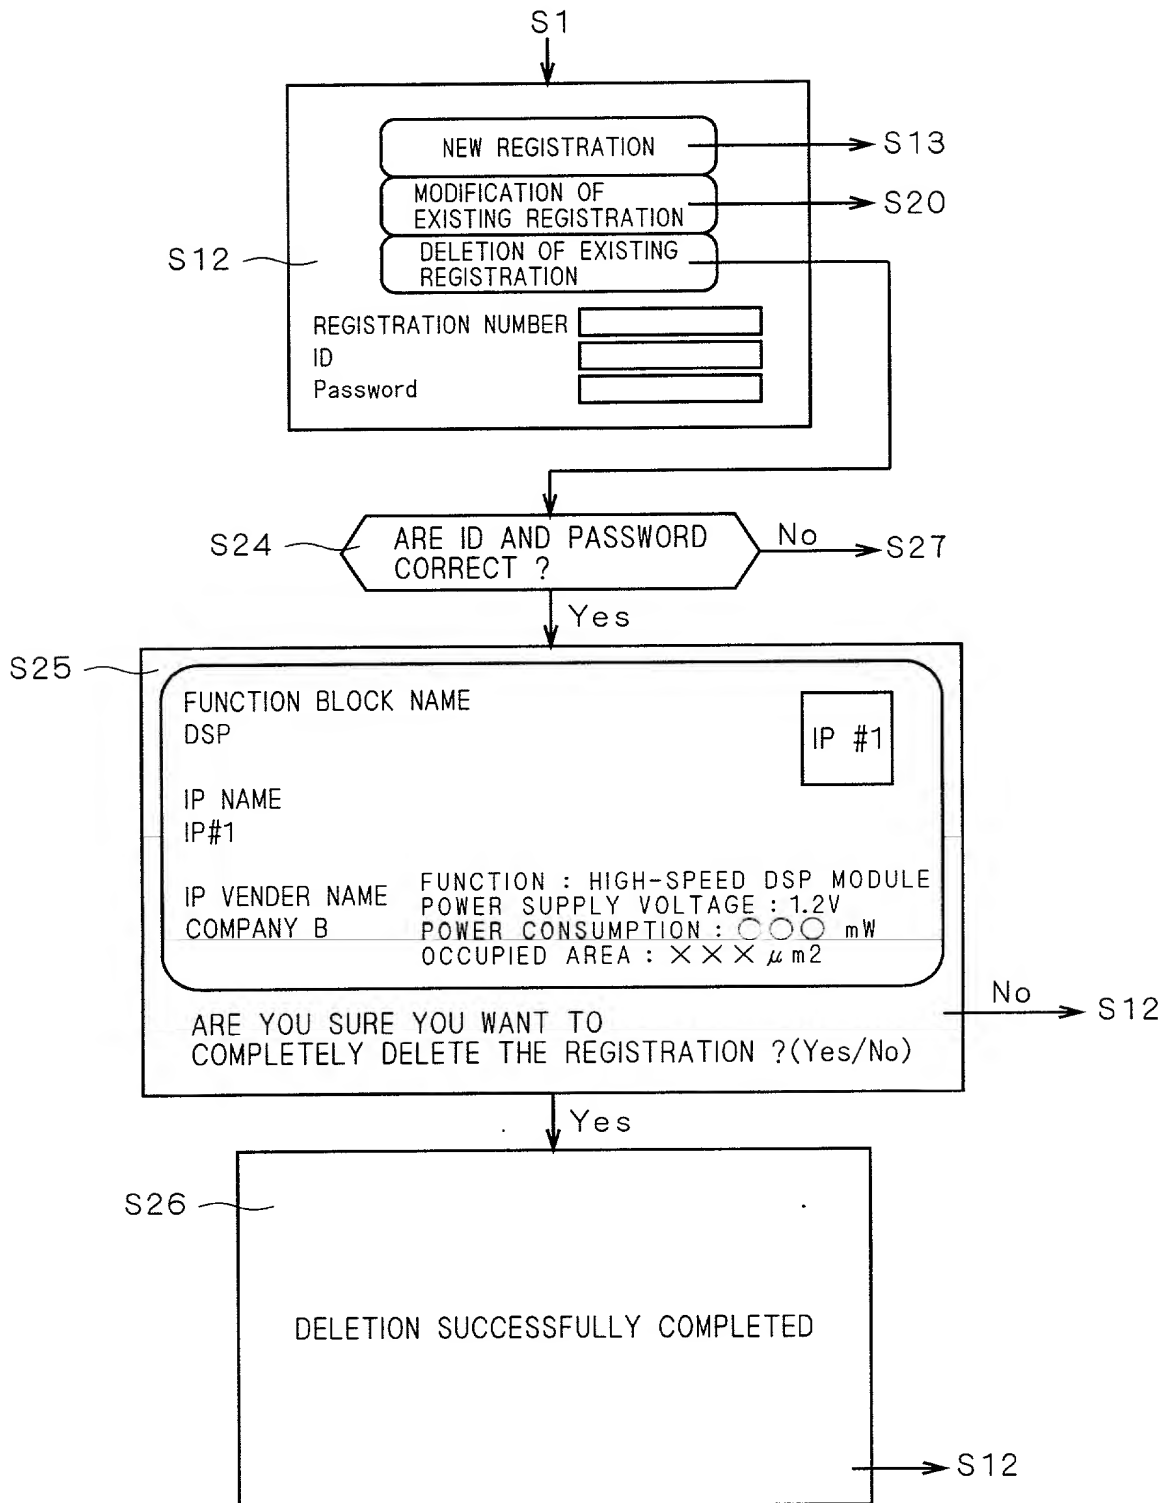 S1
NEW REGISTRATION
S13
MODIFICATION OF
EXISTING REGISTRATION
S20
DELETION OF EXISTING
REGISTRATION
S12
REGISTRATION NUMBER
ID
Password
S24
ARE ID AND PASSWORD
CORRECT ?
No
S27
Yes
S25
FUNCTION BLOCK NAME
DSP
IP #1
IP NAME
IP#1
IP VENDER NAME
COMPANY B
FUNCTION : HIGH-SPEED DSP MODULE
POWER SUPPLY VOLTAGE : 1.2V
POWER CONSUMPTION : ○○○ mW
OCCUPIED AREA : ××× μm2
No
S12
ARE YOU SURE YOU WANT TO
COMPLETELY DELETE THE REGISTRATION ?(Yes/No)
Yes
S26
DELETION SUCCESSFULLY COMPLETED
S12